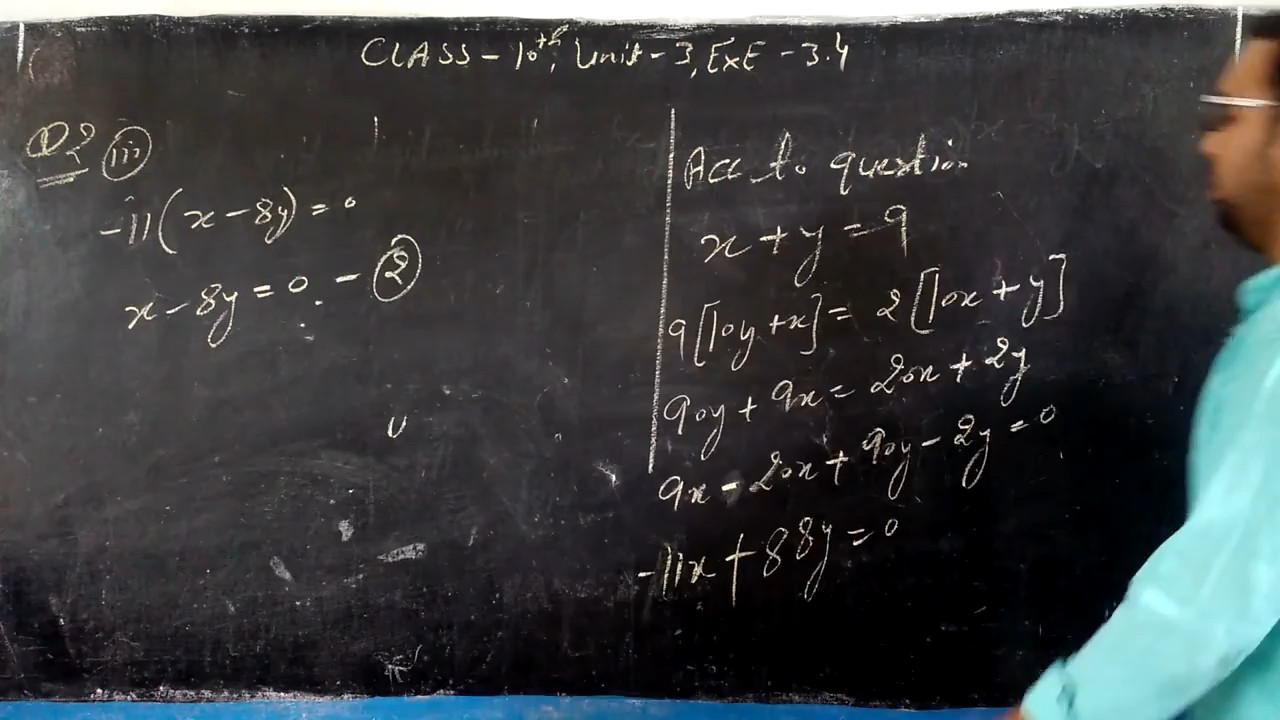 CLASS - 10th, Unit - 3, EXE - 3.4
Q2 (iii)
-11(x - 8y) = 0
x - 8y = 0. - (2)
Acc to question
x + y = 9
9[10y + x] = 2[10x + y]
90y + 9x = 20x + 2y
9x - 20x + 90y - 2y = 0
-11x + 88y = 0